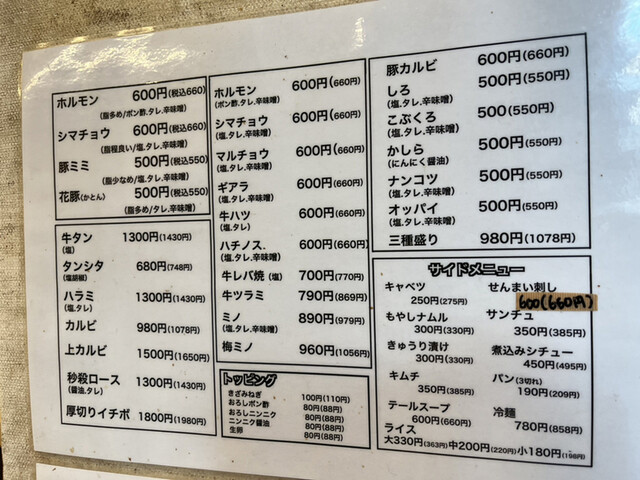 ホルモン 600円(税込660)
(脂多め/ポン酢.タレ.辛味噌)
シマチョウ 600円(税込660)
(脂程良い/塩.タレ.辛味噌)
豚ミミ 500円(税込550)
(脂少なめ/塩.タレ.辛味噌)
花豚(かとん) 500円(税込550)
(脂多め/タレ.辛味噌)
牛タン 1300円(1430円)
(塩)
タンシタ 680円(748円)
(塩胡椒)
ハラミ 1300円(1430円)
(塩.タレ)
カルビ 980円(1078円)
上カルビ 1500円(1650円)
秒殺ロース 1300円(1430円)
(醤油.タレ)
厚切りイチボ 1800円(1980円)
ホルモン 600円(660円)
(ポン酢.タレ.辛味噌)
シマチョウ 600円(660円)
(塩.タレ.辛味噌)
マルチョウ 600円(660円)
(塩.タレ.辛味噌)
ギアラ 600円(660円)
(塩.タレ.辛味噌)
牛ハツ 600円(660円)
(塩.タレ)
ハチノス. 600円(660円)
(塩.タレ.辛味噌)
牛レバ焼(塩) 700円(770円)
牛ツラミ 790円(869円)
ミノ 890円(979円)
(塩.タレ.辛味噌)
梅ミノ 960円(1056円)
トッピング
きざみねぎ 100円(110円)
おろしポン酢 80円(88円)
おろしニンニク 80円(88円)
ニンニク醤油 80円(88円)
生卵 80円(88円)
豚カルビ 600円(660円)
しろ 500円(550円)
(塩.タレ.辛味噌)
こぶくろ 500(550円)
(塩.タレ.辛味噌)
かしら 500円(550円)
(にんにく醤油)
ナンコツ 500円(550円)
(塩.タレ.辛味噌)
オッパイ 500円(550円)
(塩.タレ.辛味噌)
三種盛り 980円(1078円)
サイドメニュー
キャベツ
250円(275円)
もやしナムル
300円(330円)
きゅうり漬け
300円(330円)
キムチ
350円(385円)
テールスープ
600円(660円)
ライス
大330円(363円)中200円(220円)小180円(198円)
せんまい刺し
600(660円)
サンチュ
350円(385円)
煮込みシチュー
450円(495円)
パン(3切れ)
190円(209円)
冷麺
780円(858円)